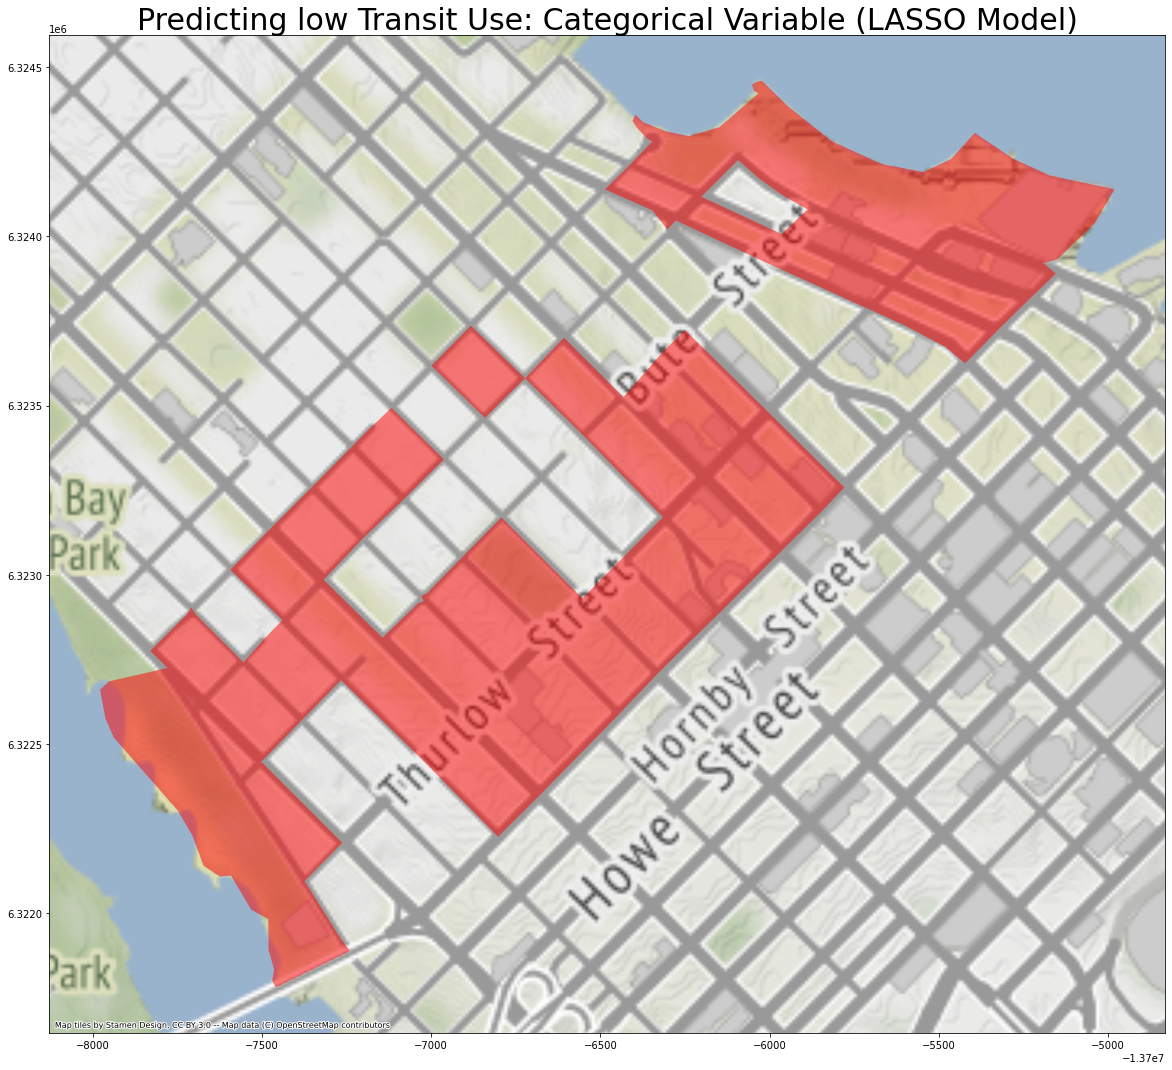 Predicting low Transit Use: Categorical Variable (LASSO Model)
1e6
6.3245
6.3240
6.3235
6.3230
6.3225
6.3220
Bute Street
Bay
Park
Thurlow Street
Hornby Street
Howe Street
Park
Map tiles by Stamen Design, CC BY 3.0 -- Map data (C) OpenStreetMap contributors
−8000
−7500
−7000
−6500
−6000
−5500
−5000
−1.37e7